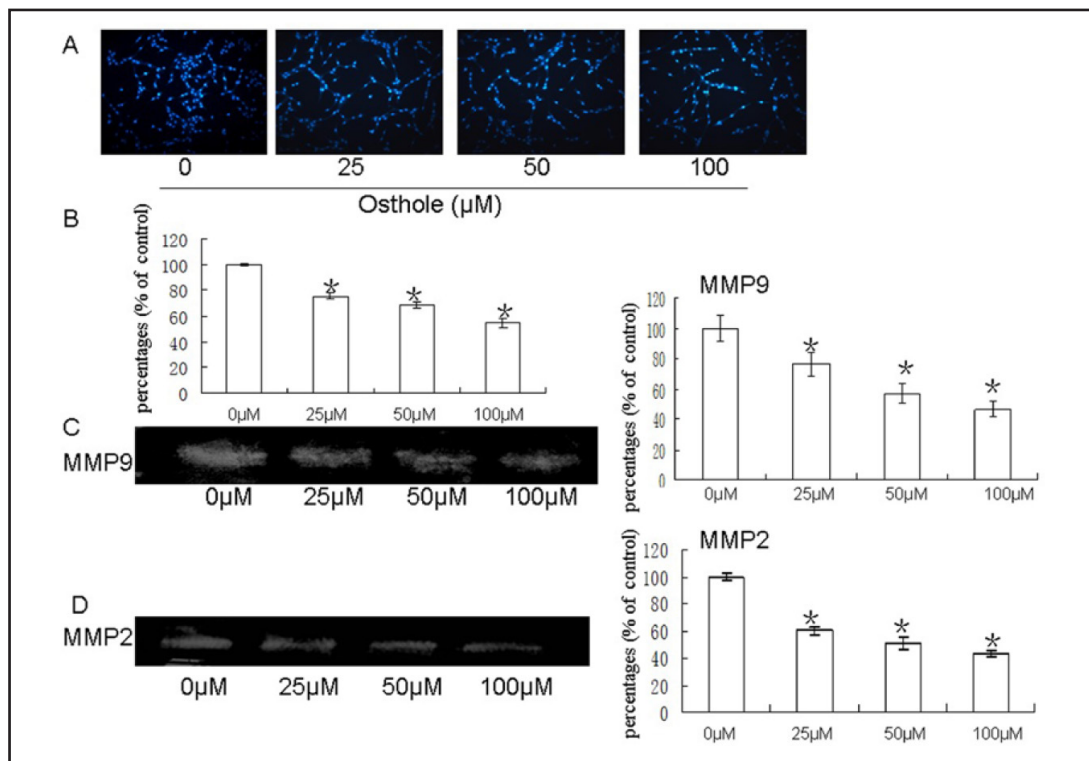 A
0 25 50 100
Osthole (µM)
B
percentages (% of control)
120
100
80
60
40
20
0
* * *
0µM 25µM 50µM 100µM
C
MMP9
0µM 25µM 50µM 100µM
MMP9
percentages (% of control)
120
100
80
60
40
20
0
* * *
0µM 25µM 50µM 100µM
D
MMP2
0µM 25µM 50µM 100µM
MMP2
percentages (% of control)
120
100
80
60
40
20
0
* * *
0µM 25µM 50µM 100µM